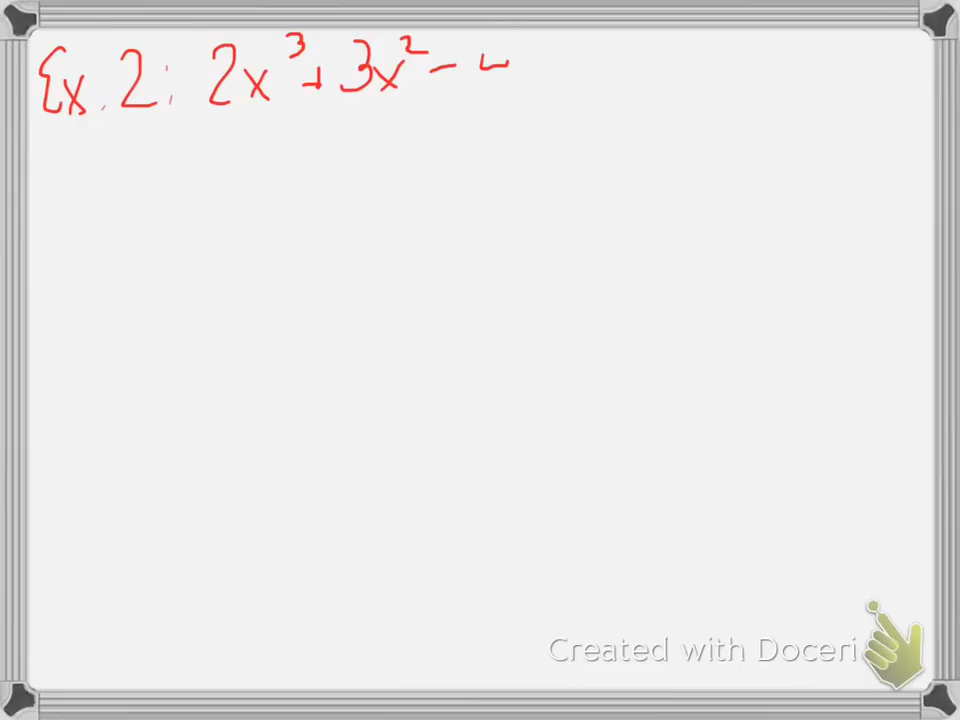 Ex. 2: 2x³ + 3x² -
Created with Doceri